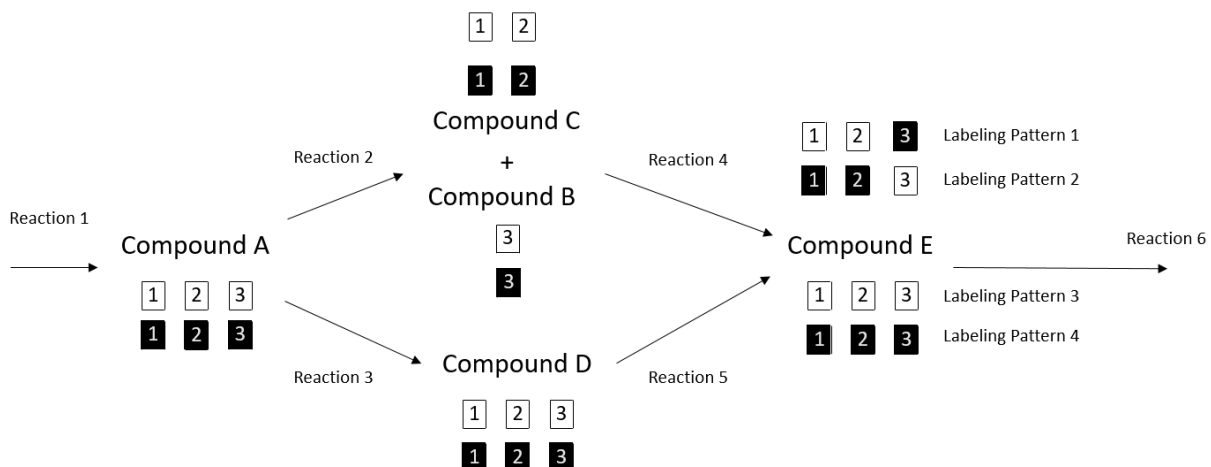 1 2
1 2
Compound C
+
Compound B
3
3
Reaction 1
Reaction 2
Reaction 3
Reaction 4
Reaction 5
Reaction 6
Compound A
1 2 3
1 2 3
Compound D
1 2 3
1 2 3
1 2 3 Labeling Pattern 1
1 2 3 Labeling Pattern 2
Compound E
1 2 3 Labeling Pattern 3
1 2 3 Labeling Pattern 4